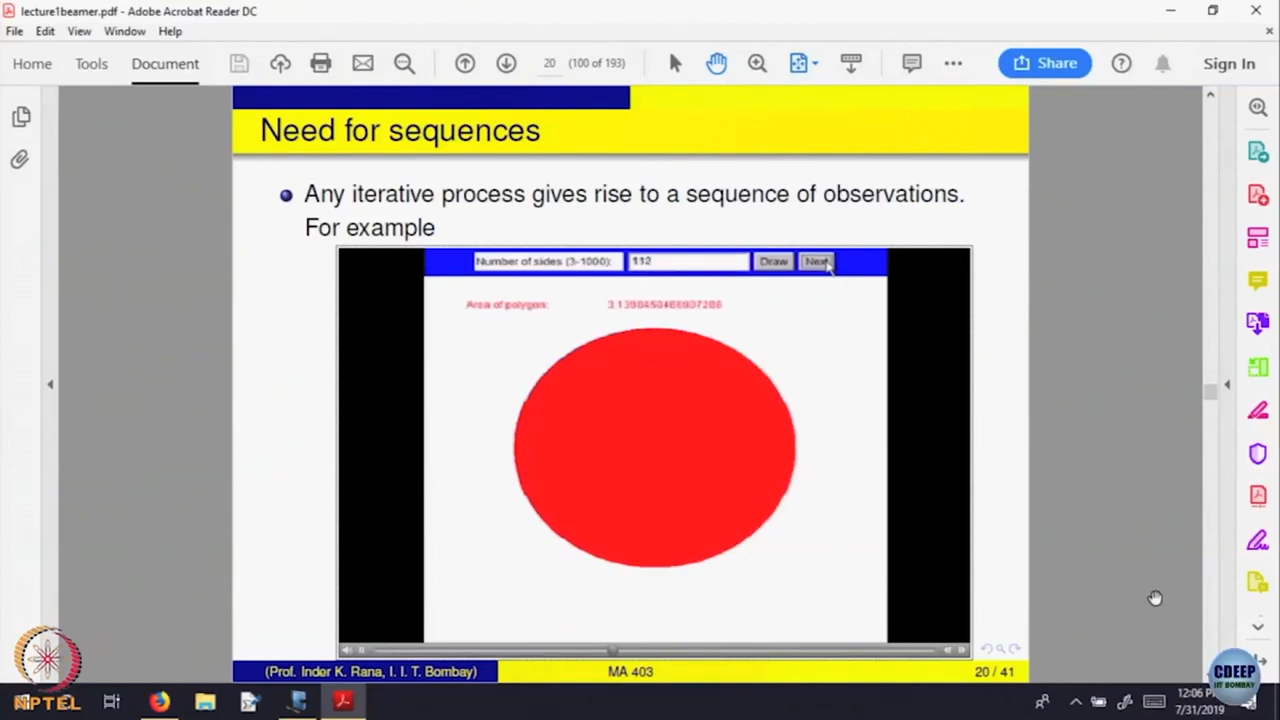 lecture1beamer.pdf - Adobe Acrobat Reader DC
File Edit View Window Help
Home Tools Document 20 (100 of 193) Share Sign In
Need for sequences
Any iterative process gives rise to a sequence of observations.
For example
Number of sides (3-1000): 112 Draw Next
Area of polygon:
(Prof. Inder K. Rana, I. I. T. Bombay) MA 403 20 / 41
NPTEL
CDEEP
IIT BOMBAY
12:06
7/31/2019